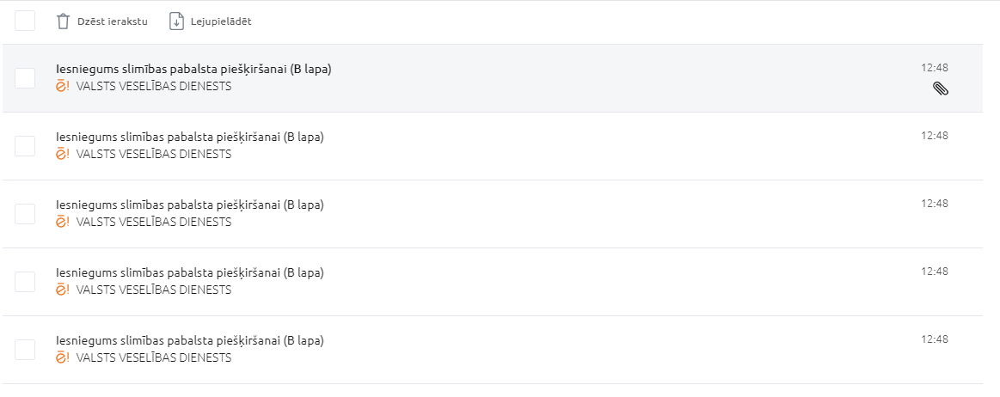 Dzēst ierakstu Lejupielādēt
Iesniegums slimības pabalsta piešķiršanai (B lapa) 12:48
ē! VALSTS VESELĪBAS DIENESTS
Iesniegums slimības pabalsta piešķiršanai (B lapa) 12:48
ē! VALSTS VESELĪBAS DIENESTS
Iesniegums slimības pabalsta piešķiršanai (B lapa) 12:48
ē! VALSTS VESELĪBAS DIENESTS
Iesniegums slimības pabalsta piešķiršanai (B lapa) 12:48
ē! VALSTS VESELĪBAS DIENESTS
Iesniegums slimības pabalsta piešķiršanai (B lapa) 12:48
ē! VALSTS VESELĪBAS DIENESTS